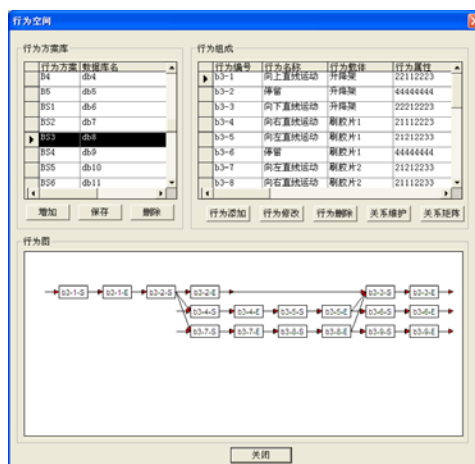 行为空间
行为方案库
行为方案 数据库名
B4 db4
B5 db5
BS1 db6
BS2 db7
BS3 db8
BS4 db9
BS5 db10
BS6 db11
增加 保存 删除
行为组成
行为编号 行为名称 行为载体 行为属性
b3-1 向上直线运动 升降架 22112223
b3-2 停留 升降架 44444444
b3-3 向下直线运动 升降架 22212223
b3-4 向右直线运动 刷胶片1 21112223
b3-5 向左直线运动 刷胶片1 21212233
b3-6 停留 刷胶片1 44444444
b3-7 向左直线运动 刷胶片2 21212233
b3-8 向右直线运动 刷胶片2 21112223
行为添加 行为修改 行为删除 关系维护 关系矩阵
行为图
b3-1-S b3-1-E b3-2-S b3-2-E b3-3-S b3-3-E
b3-4-S b3-4-E b3-5-S b3-5-E b3-6-S b3-6-E
b3-7-S b3-7-E b3-8-S b3-8-E b3-9-S b3-9-E
关闭